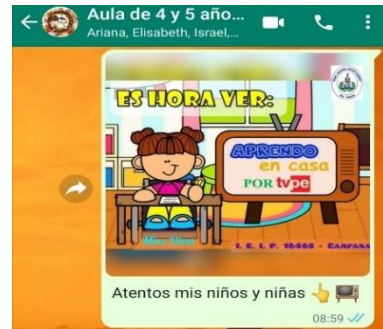 Aula de 4 y 5 año...
Ariana, Elisabeth, Israel,...
ES HORA VER:
APRENDO
en casa
POR tvpe
I. E. I. P. 16468 - CAMPANA
Atentos mis niños y niñas 👆 📺
08:59